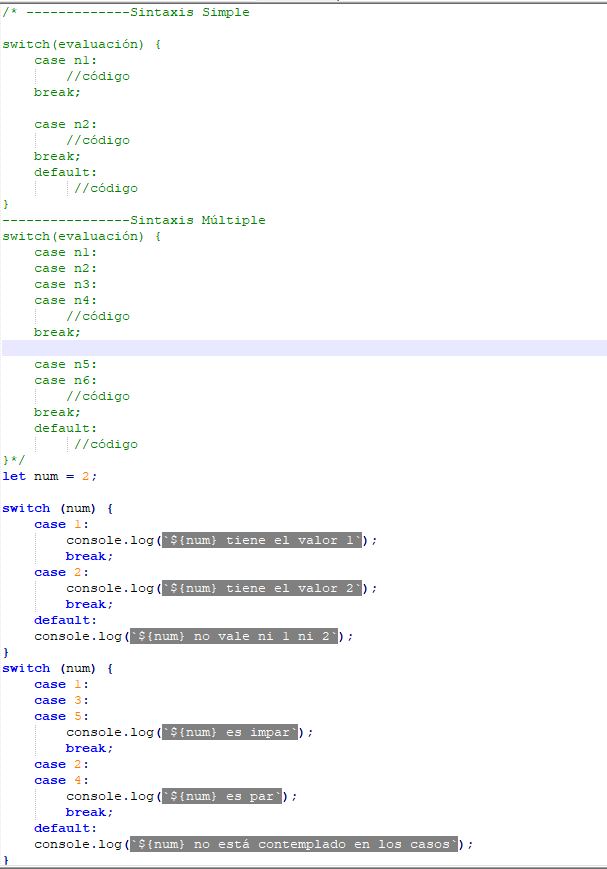 /* -------------Sintaxis Simple
switch(evaluación) {
case n1:
//código
break;
case n2:
//código
break;
default:
//código
}
----------------Sintaxis Múltiple
switch(evaluación) {
case n1:
case n2:
case n3:
case n4:
//código
break;
case n5:
case n6:
//código
break;
default:
//código
}*/
let num = 2;
switch (num) {
case 1:
console.log(`${num} tiene el valor 1`);
break;
case 2:
console.log(`${num} tiene el valor 2`);
break;
default:
console.log(`${num} no vale ni 1 ni 2`);
}
switch (num) {
case 1:
case 3:
case 5:
console.log(`${num} es impar`);
break;
case 2:
case 4:
console.log(`${num} es par`);
break;
default:
console.log(`${num} no está contemplado en los casos`);
}